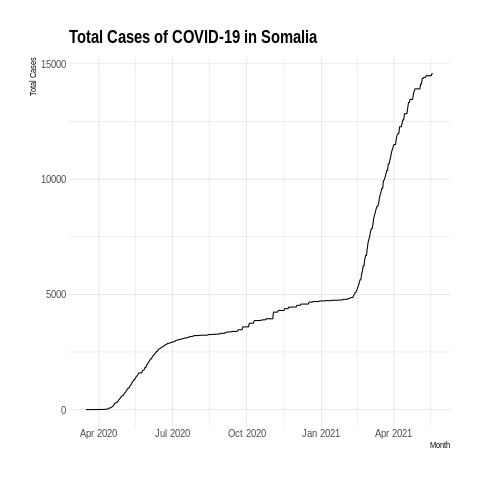 Total Cases of COVID-19 in Somalia
Total Cases
15000
10000
5000
0
Apr 2020 Jul 2020 Oct 2020 Jan 2021 Apr 2021
Month